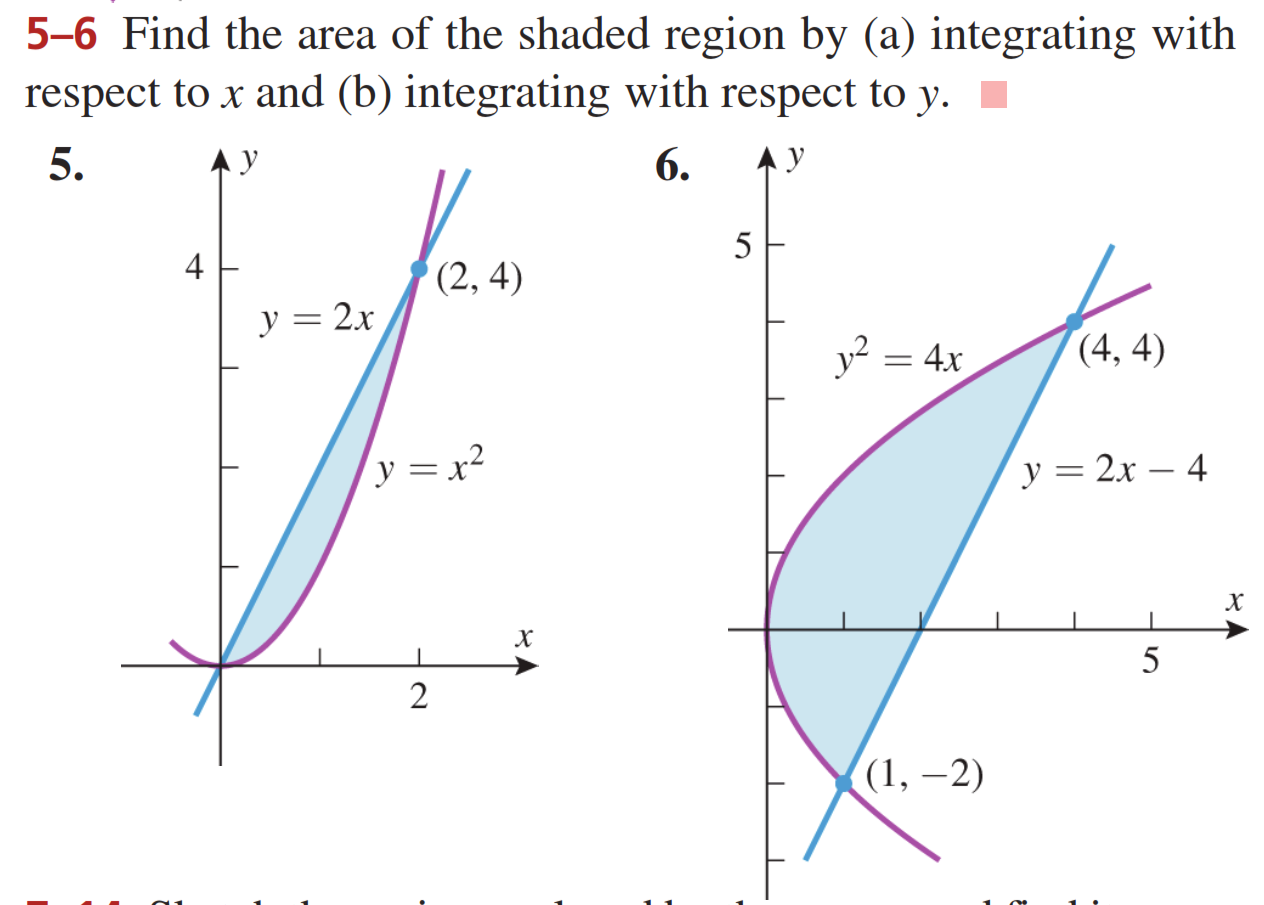 5–6 Find the area of the shaded region by (a) integrating with
respect to x and (b) integrating with respect to y.
5.
y
4
(2, 4)
y = 2x
y = x²
x
2
6.
y
5
y² = 4x
(4, 4)
y = 2x − 4
x
5
(1, −2)